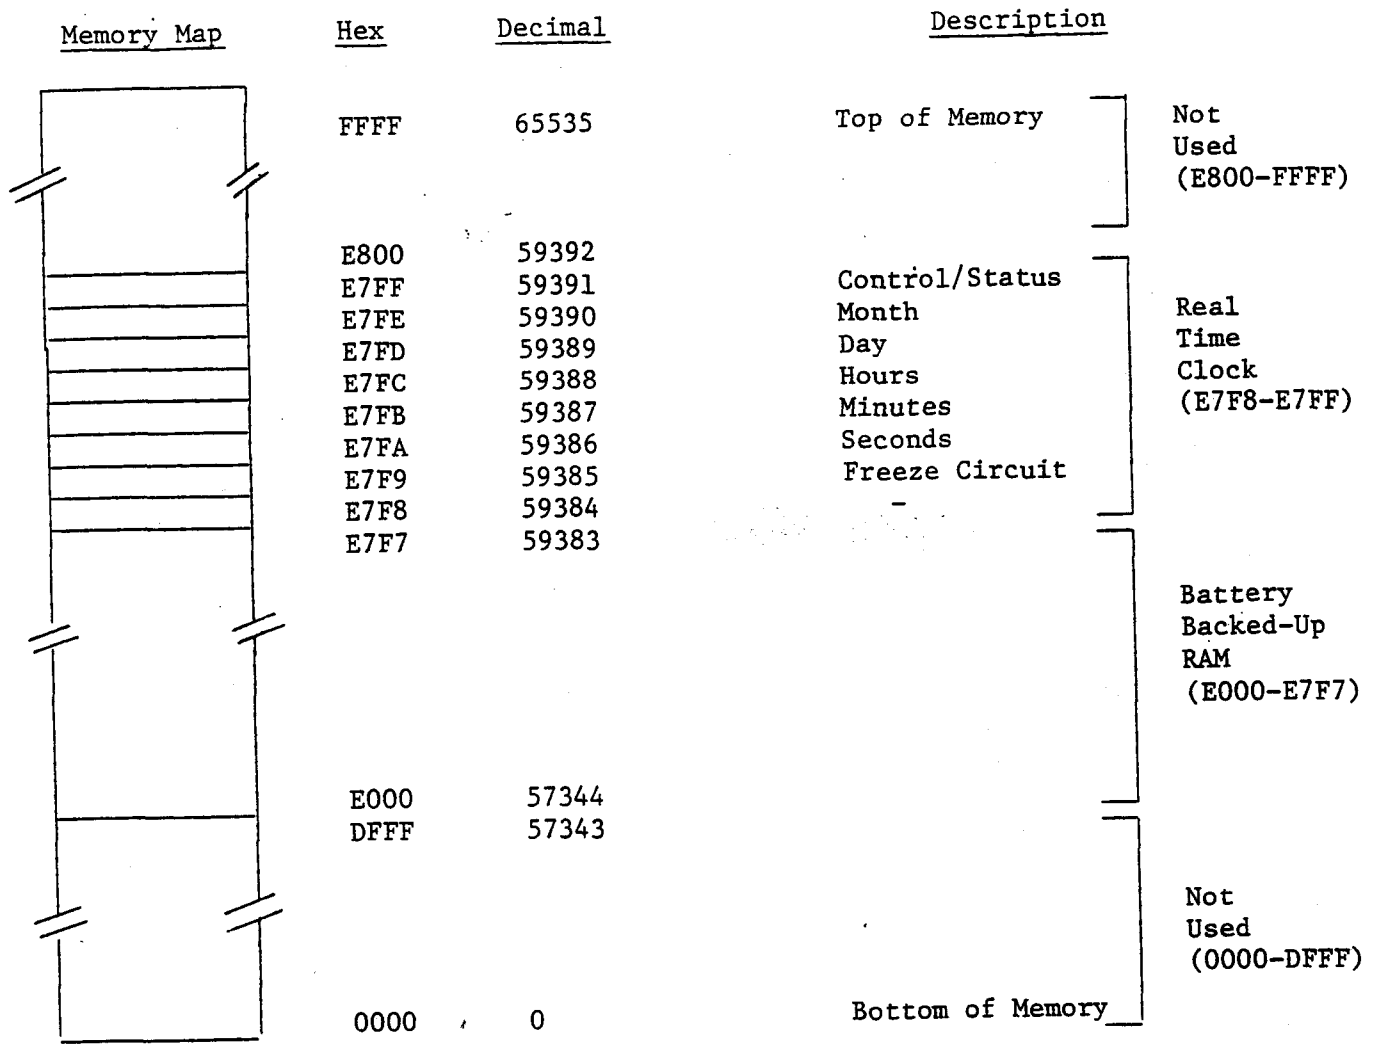 Memory Map Hex Decimal Description
FFFF 65535 Top of Memory Not
Used
(E800-FFFF)
E800 59392
E7FF 59391 Control/Status
E7FE 59390 Month Real
E7FD 59389 Day Time
E7FC 59388 Hours Clock
E7FB 59387 Minutes (E7F8-E7FF)
E7FA 59386 Seconds
E7F9 59385 Freeze Circuit
E7F8 59384 -
E7F7 59383
Battery
Backed-Up
RAM
(E000-E7F7)
E000 57344
DFFF 57343
Not
Used
(0000-DFFF)
0000 0 Bottom of Memory